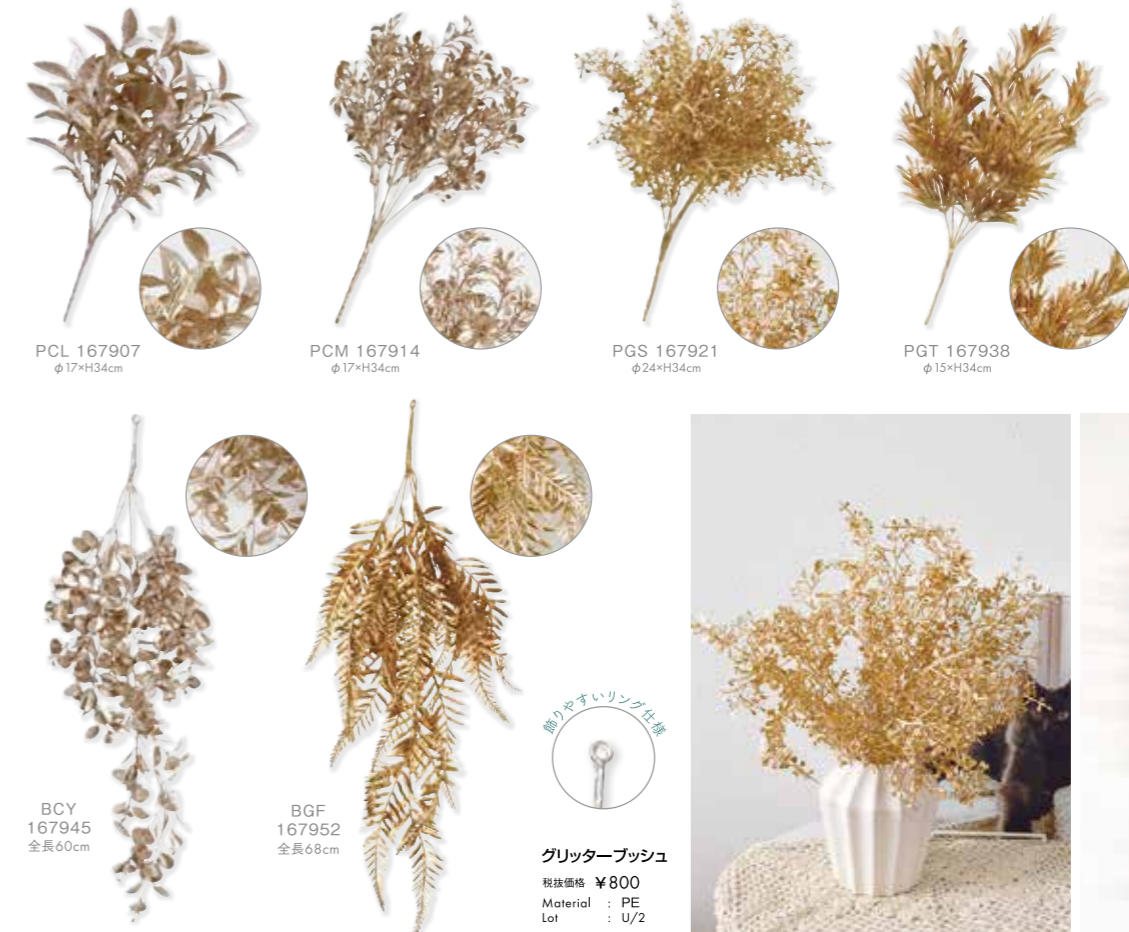 PCL 167907
φ17×H34cm
PCM 167914
φ17×H34cm
PGS 167921
φ24×H34cm
PGT 167938
φ15×H34cm
BCY
167945
全長60cm
BGF
167952
全長68cm
飾りやすいリング仕様
グリッターブッシュ
税抜価格 ¥800
Material : PE
Lot : U/2